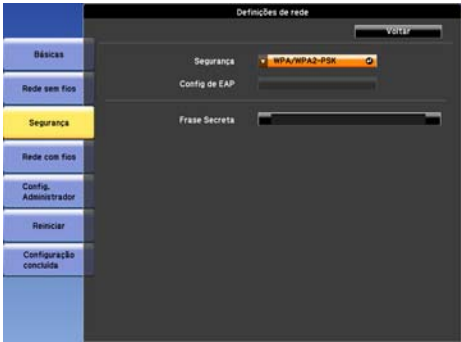 Definições de rede
Voltar
Básicas
Rede sem fios
Segurança
Rede com fios
Config.
Administrador
Reiniciar
Configuração
concluída
Segurança
WPA/WPA2-PSK
Config de EAP
Frase Secreta